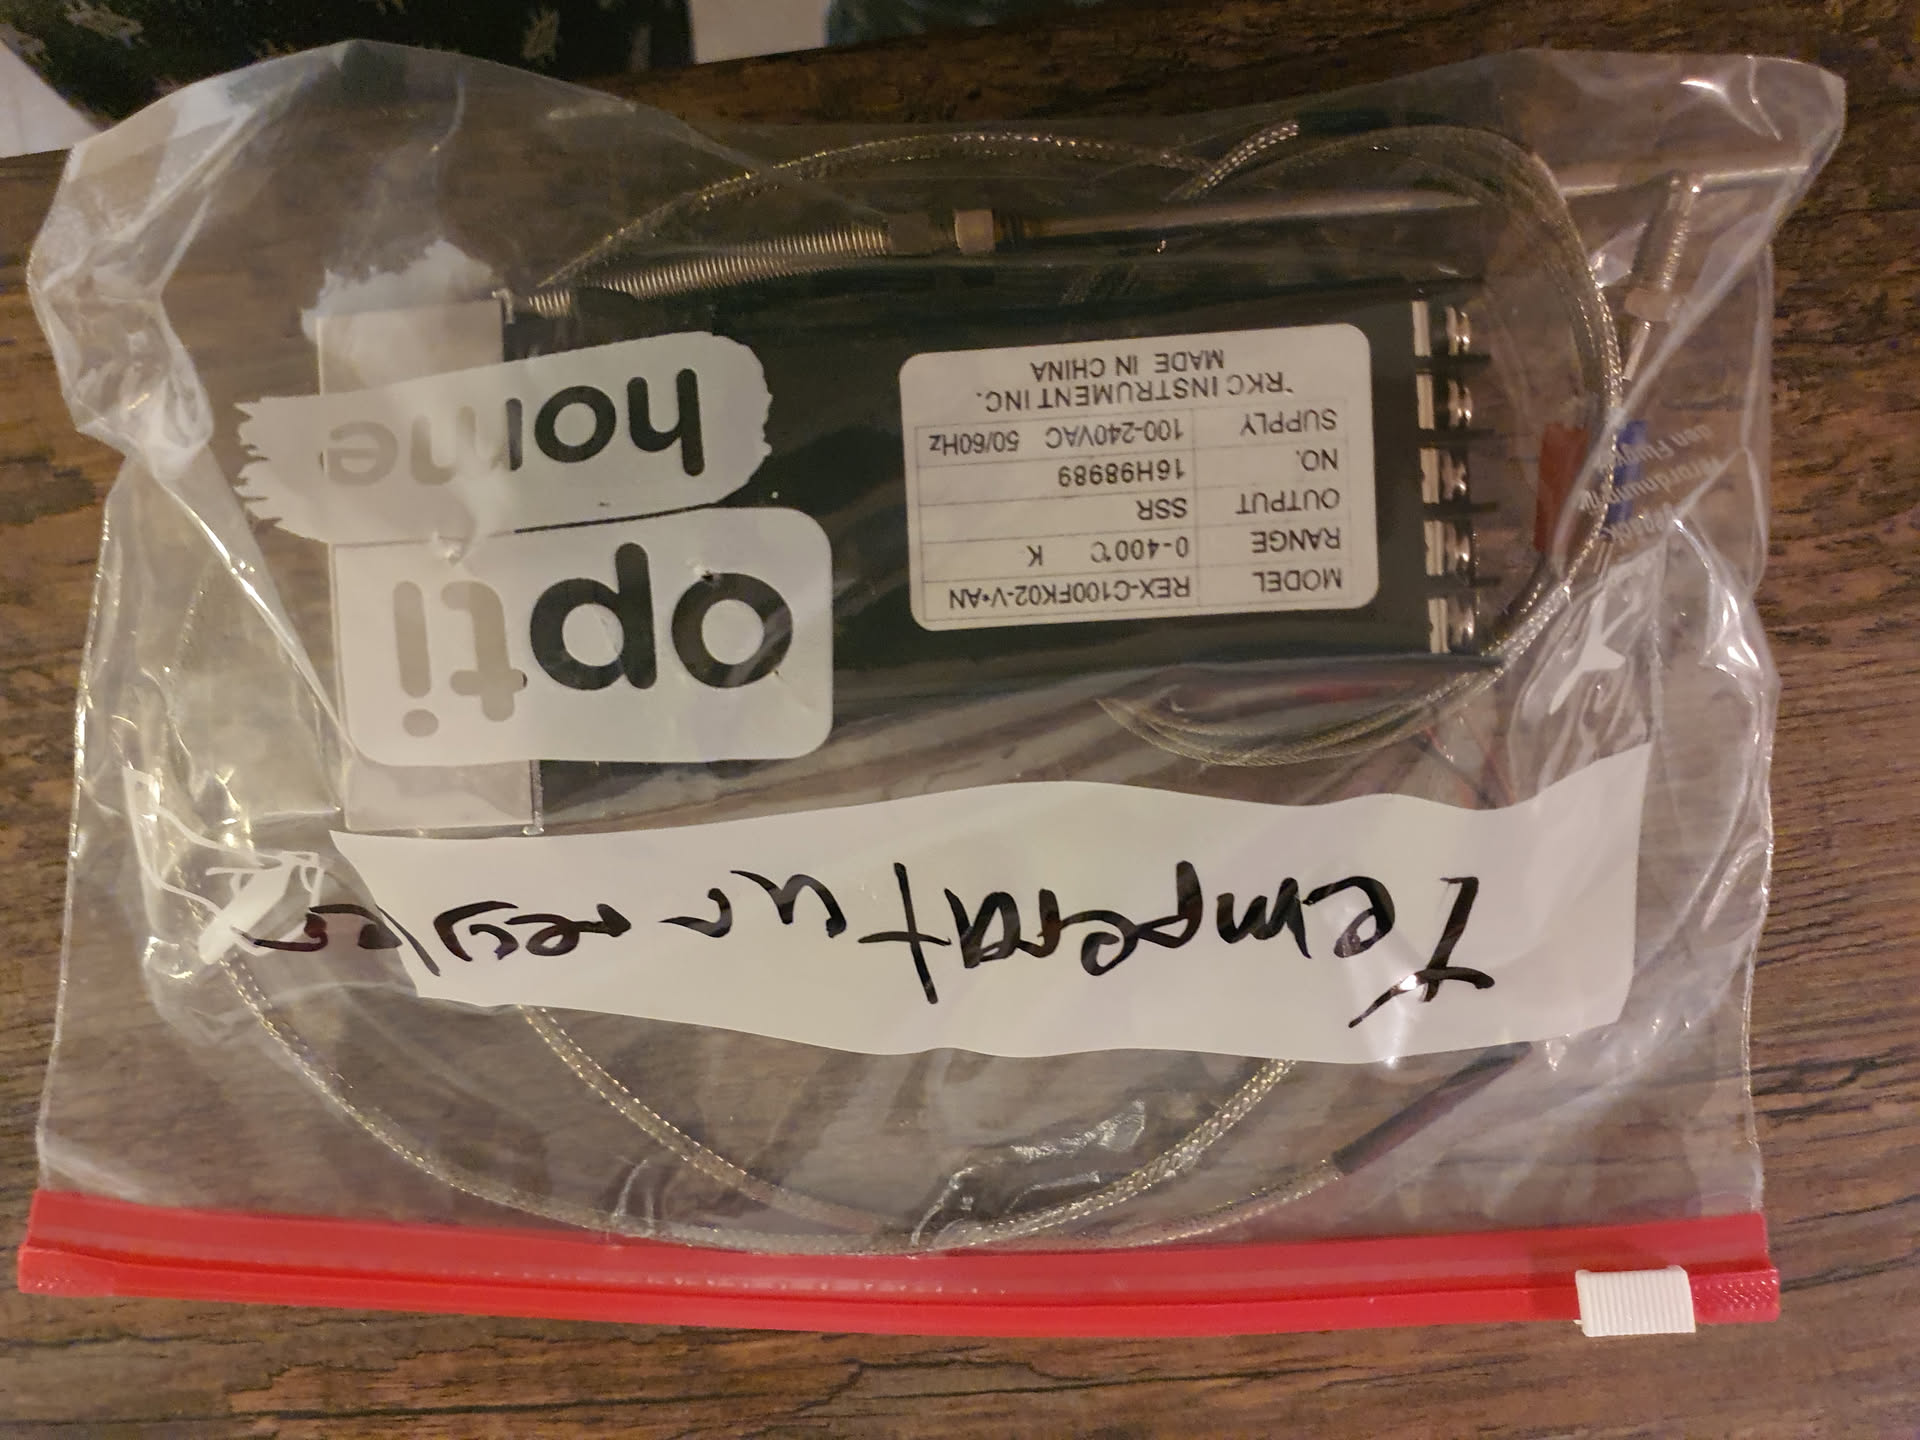 Temperatur regler
MODEL REX-C100FK02-V*AN
RANGE 0-400℃ K
OUTPUT SSR
NO. 16H98989
SUPPLY 100-240VAC 50/60Hz
*RKC INSTRUMENT INC.
MADE IN CHINA
opti
home